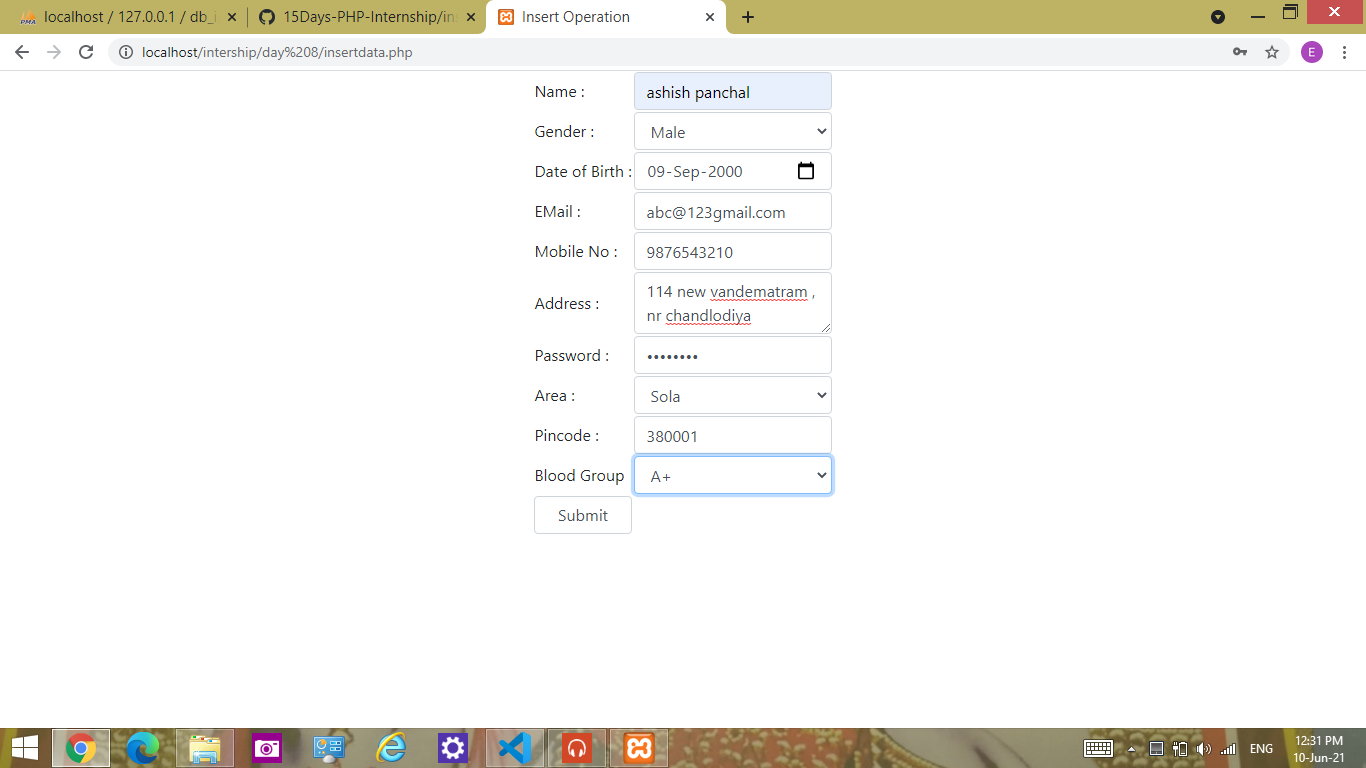 localhost / 127.0.0.1 / db_i
15Days-PHP-Internship/ins
Insert Operation
localhost/intership/day%208/insertdata.php
E
Name : ashish panchal
Gender : Male
Date of Birth : 09-Sep-2000
EMail : abc@123gmail.com
Mobile No : 9876543210
Address : 114 new vandematram ,
nr chandlodiya
Password : ••••••••
Area : Sola
Pincode : 380001
Blood Group A+
Submit
ENG
12:31 PM
10-Jun-21